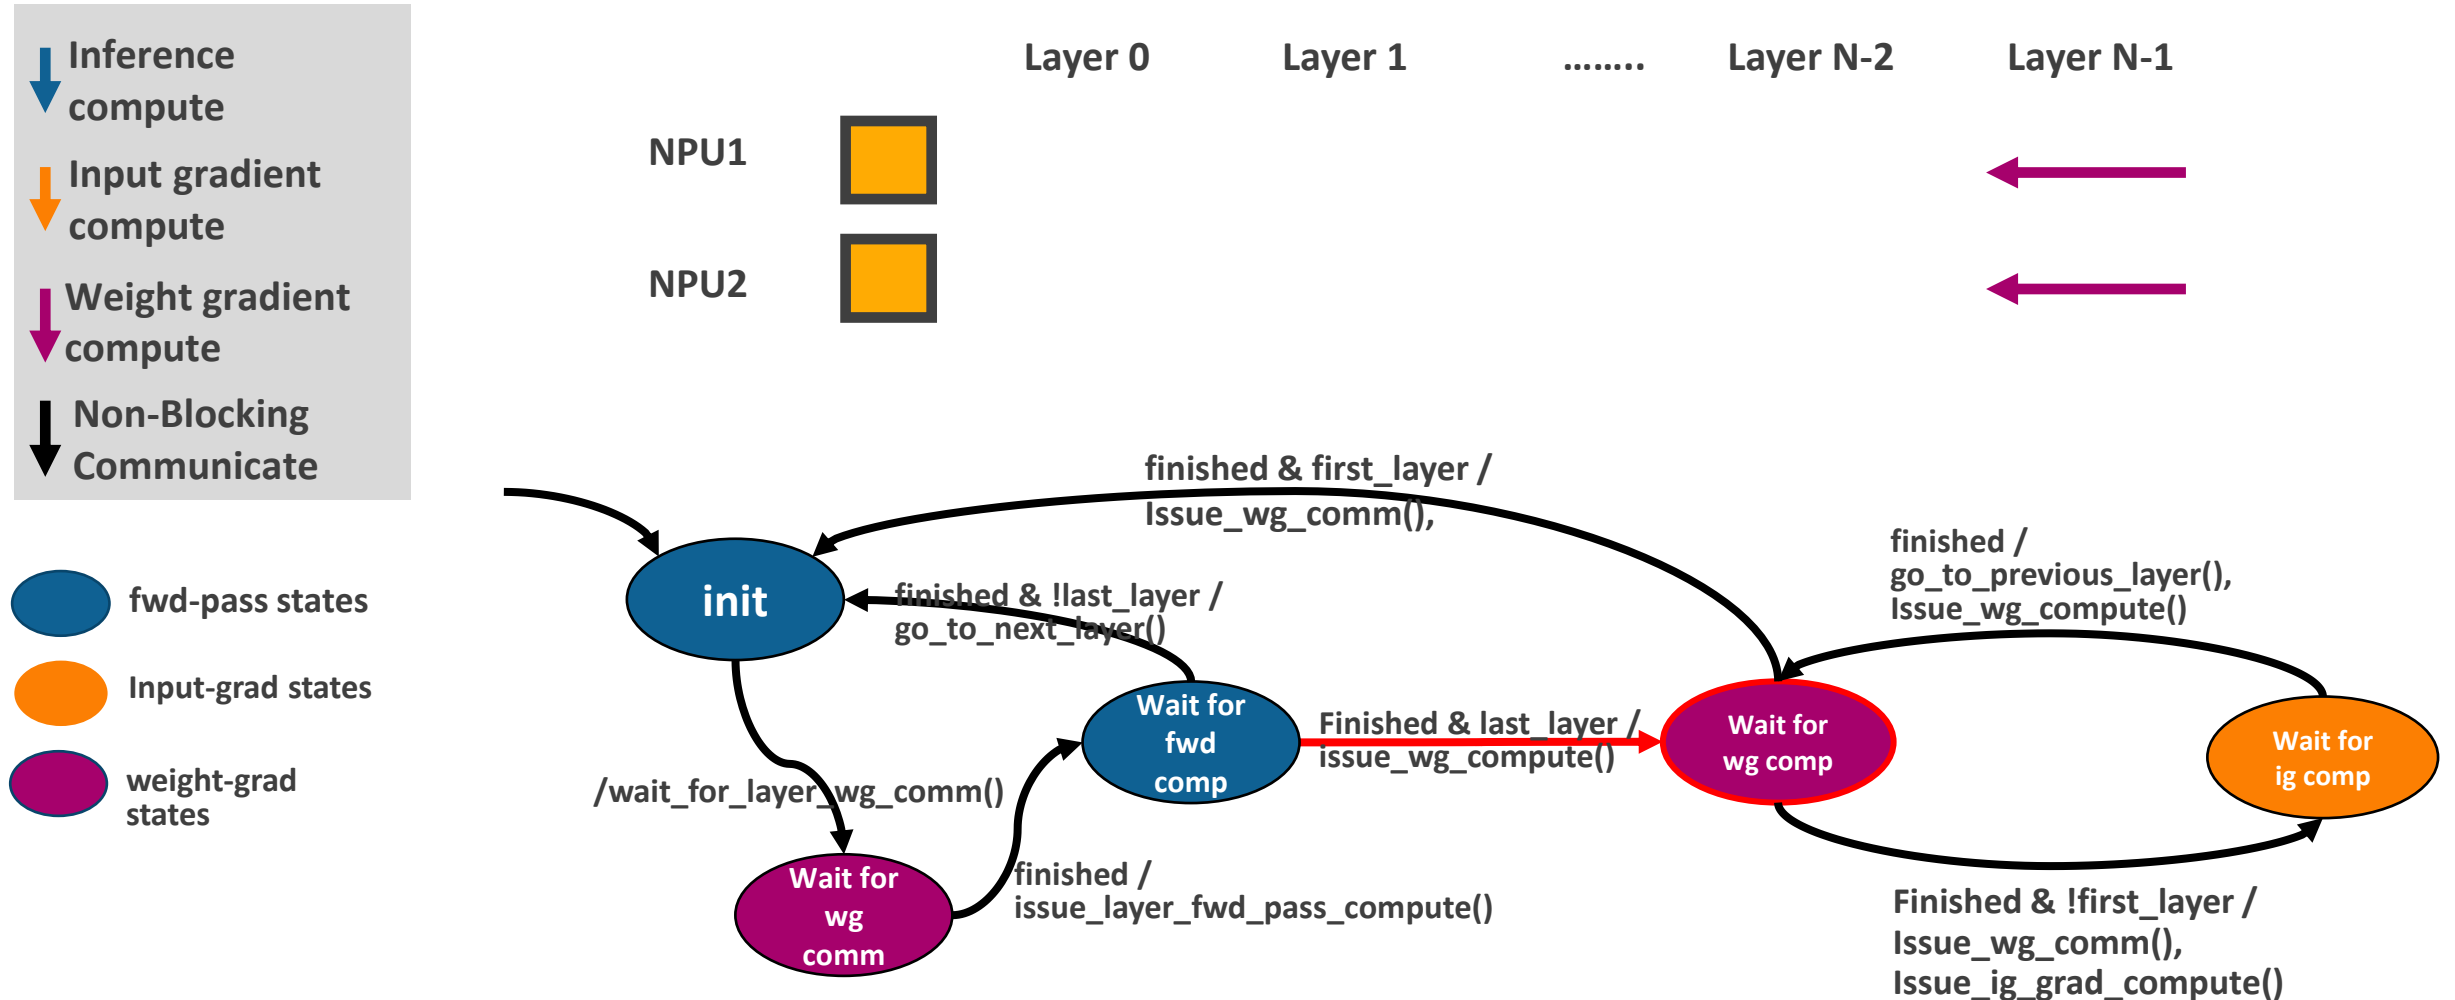 Inference
compute
Input gradient
compute
Weight gradient
compute
Non-Blocking
Communicate
fwd-pass states
Input-grad states
weight-grad
states
Layer 0 Layer 1 …….. Layer N-2 Layer N-1
NPU1
NPU2
finished & first_layer /
Issue_wg_comm(),
init
finished & !last_layer /
go_to_next_layer()
finished /
go_to_previous_layer(),
Issue_wg_compute()
Wait for
fwd
comp
Finished & last_layer /
issue_wg_compute()
Wait for
wg comp
Wait for
ig comp
/wait_for_layer_wg_comm()
Wait for
wg
comm
finished /
issue_layer_fwd_pass_compute()
Finished & !first_layer /
Issue_wg_comm(),
Issue_ig_grad_compute()